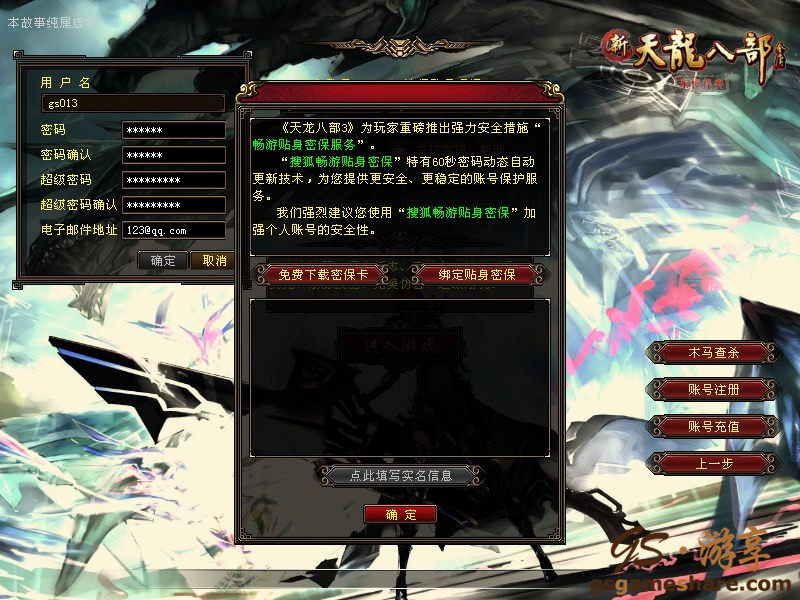 本故事纯属虚
新天龍八部
用 户 名
gs013
密码
******
密码确认
******
超级密码
*********
超级密码确认
*********
电子邮件地址
123@qq.com
确定
取消
《天龙八部3》为玩家重磅推出强力安全措施“
畅游贴身密保服务”。
“搜狐畅游贴身密保”特有60秒密码动态自动
更新技术，为您提供更安全、更稳定的账号保护服
务。
我们强烈建议您使用“搜狐畅游贴身密保”加
强个人账号的安全性。
免费下载密保卡
绑定贴身密保
进入游戏
点此填写实名信息
确 定
木马查杀
账号注册
账号充值
上一步
GS·游享
gsgameshare.com